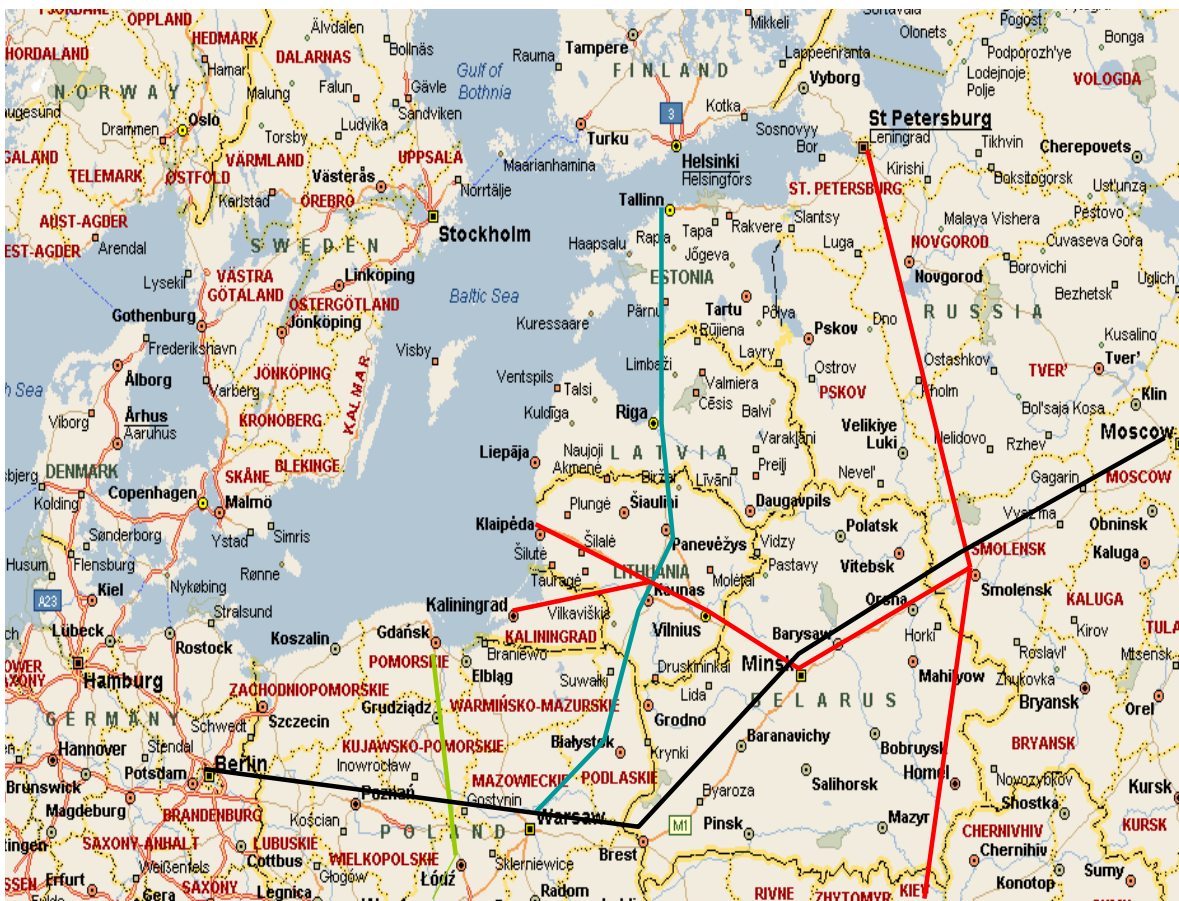 OPPLAND
Älvdalen
Bollnäs
Rauma
Tampere
Mikkeli
Olonets
Pogost
Bonga
HORDALAND
HEDMARK
DALARNAS
Gulf of
Bothnia
FINLAND
Lappeenranta
Podporozh'ye
Hamar
Malung
Falun
Gävle
Sandviken
Vyborg
Lodejnoje
Polje
VOLOGDA
NORWAY
Oslo
Torsby
Ludvika
3
Kotka
St Petersburg
Leningrad
Drammen
Turku
Sosnovyy
Bor
Tikhvin
Cherepovets
VÄRMLAND
UPPSALA
Maarianhamina
Helsinki
Helsingfors
Kirishi
Boksitogorsk
TELEMARK
ØSTFOLD
Västerås
Norrtälje
ST. PETERSBURG
Ust'unza
Karlstad
ÖREBRO
Tallinn
Pestovo
AUST-AGDER
Stockholm
Rapla
Tapa
Rakvere
Slantsy
Malaya Vishera
Arendal
SWEDEN
Haapsalu
Jõgeva
Luga
NOVGOROD
Cuvaseva Gora
EST-AGDER
Lysekil
VÄSTRA
GÖTALAND
Linköping
ESTONIA
Novgorod
Borovichi
Uglich
ÖSTERGÖTLAND
Baltic Sea
Pärnu
Tartu
Põlva
Bezhetsk
Gothenburg
Jönköping
Kuressaare
Rūjiena
Pskov
Dno
RUSSIA
Frederikshavn
Visby
Limbaži
Layry
Kusalino
Ålborg
JÖNKÖPING
KALMAR
Ventspils
Talsi
Valmiera
Ostrov
Ostashkov
Tver'
TVER'
Varberg
Cēsis
PSKOV
Kholm
Viborg
Århus
Aaruhus
KRONOBERG
Kuldīga
Riga
Balvi
Velikiye
Luki
Bol'saja Kosa
Klin
Moscow
Naujoji
Akmenė
LATVIA
Varakļāni
Nelidovo
Rzhev
DENMARK
SKÅNE
BLEKINGE
Liepāja
Preiļi
Nevel'
Gagarin
MOSCOW
Kolding
Copenhagen
Malmö
Plungė
Šiaulini
Līvāni
Daugavpils
Vyaz'ma
Obninsk
Sønderborg
Ystad
Simris
Klaipėda
Šilalė
Panevėžys
Polatsk
Husum
Flensburg
Šilutė
Vidzy
SMOLENSK
Kaluga
Nykøbing
Rønne
Tauragė
LITHUANIA
Molėtai
Pastavy
Vitebsk
Smolensk
A23
Kiel
Stralsund
Kaliningrad
Vilkaviškis
Kaunas
Orsha
KALUGA
Lübeck
Rostock
Koszalin
Gdańsk
KALININGRAD
Vilnius
Barysaw
Horki
Kirov
Hamburg
POMORSKIE
Braniewo
Elbląg
Suwałki
Druskininkai
Minsk
Mahilyow
Roslavl'
Mtsensk
ZACHODNIOPOMORSKIE
Lida
Zhukovka
GERMANY
Szczecin
Grudziądz
WARMIŃSKO-MAZURSKIE
Grodno
BELARUS
Bryansk
Orel
Schwedt
Hannover
Stendal
KUJAWSKO-POMORSKIE
Białystok
Krynki
Baranavichy
Bobruysk
BRYANSK
Berlin
Inowrocław
MAZOWIECKIE
PODLASKIE
Salihorsk
Homel
Novozybkov
Kursk
Brunswick
Potsdam
Magdeburg
BRANDENBURG
Poznań
Gostynin
Byaroza
Shostka
Kościan
POLAND
Warsaw
M1
Pinsk
Mazyr
CHERNIHIV
KURSK
SAXONY-ANHALT
LUBUSKIE
WIELKOPOLSKIE
Brest
Chernihiv
Weißenfels
Cottbus
Głogów
Łódź
Sklerniewice
Erfurt
Gera
SAXONY
Legnica
Radom
RIVNE
ZHYTOMYR
KIEV
Konotop
Sumy